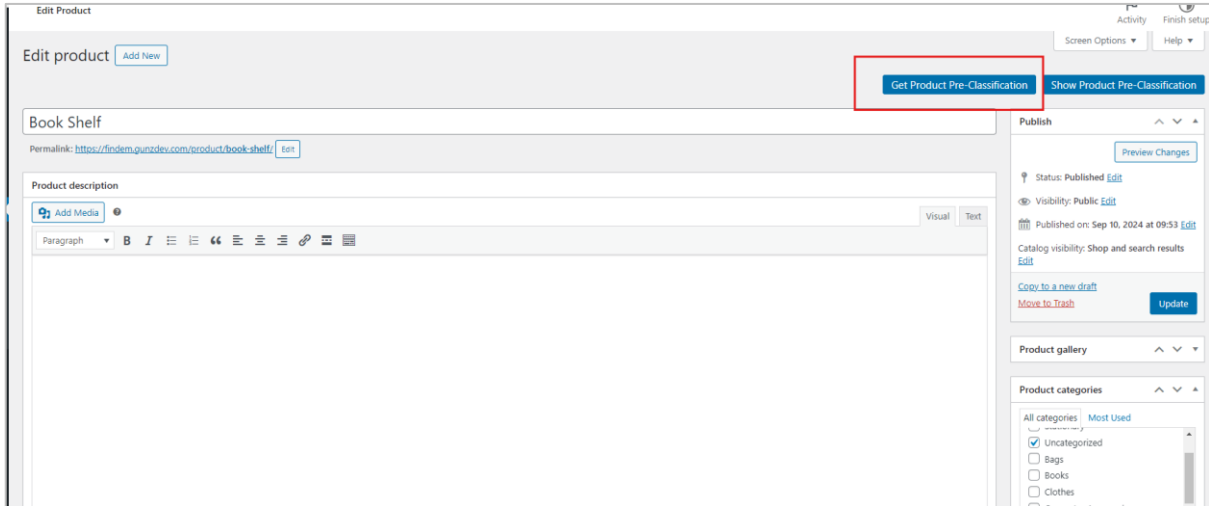 Edit Product
Activity Finish setup
Screen Options Help
Edit product Add New
Get Product Pre-Classification Show Product Pre-Classification
Book Shelf
Permalink: https://findem.gunzdev.com/product/book-shelf/ Edit
Product description
Add Media
Visual Text
Paragraph
Publish
Preview Changes
Status: Published Edit
Visibility: Public Edit
Published on: Sep 10, 2024 at 09:53 Edit
Catalog visibility: Shop and search results
Edit
Copy to a new draft
Move to Trash Update
Product gallery
Product categories
All categories Most Used
Uncategorized
Bags
Books
Clothes